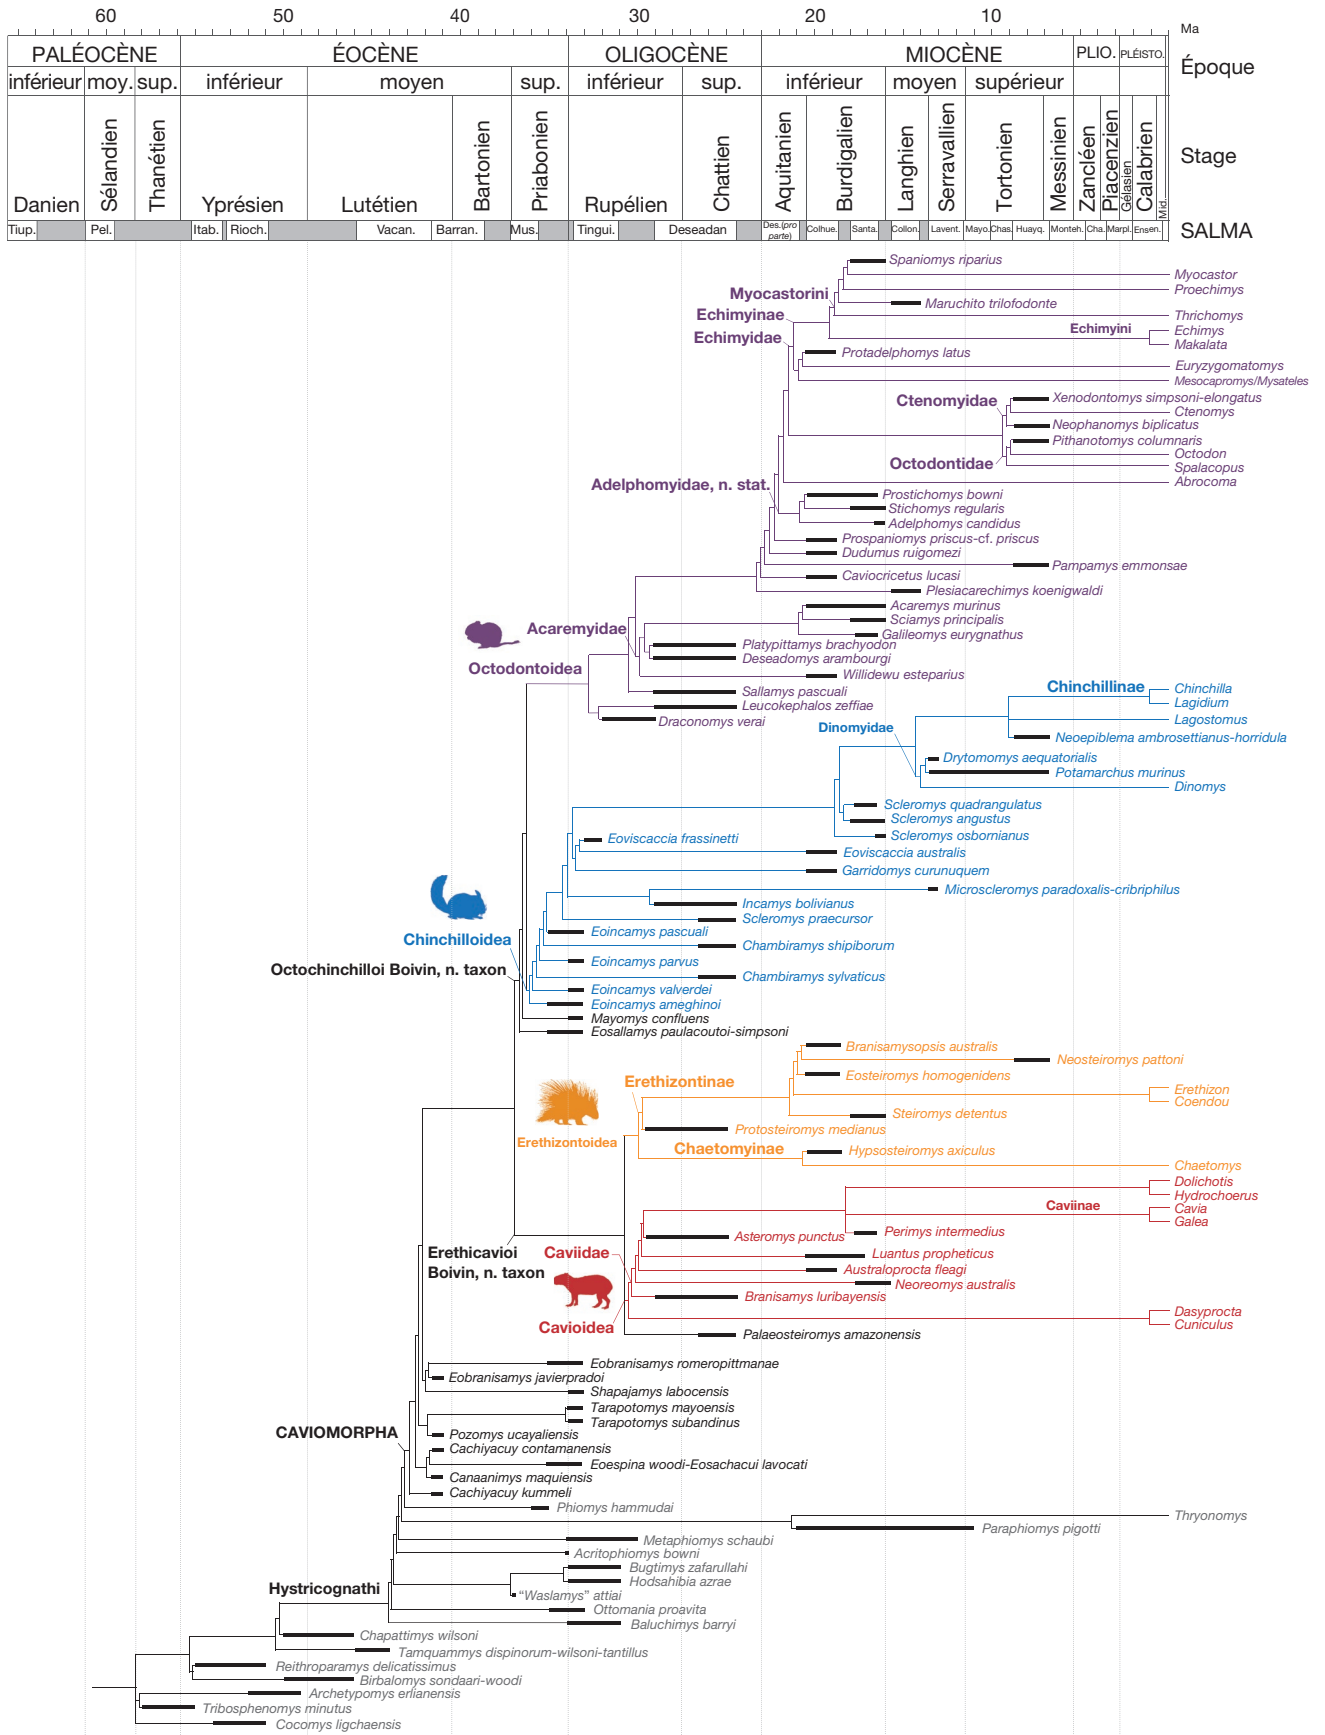 60 40 30 20 10
Ma
PALÉOCÈNE ÉOCÈNE OLIGOCÈNE MIOCÈNE PLIO. PLÉISTO.
Époque
inférieur moy. sup. inférieur moyen sup. inférieur sup. inférieur moyen supérieur
Danien Sélandien Thanétien Yprésien Lutétien Bartonien Priabonien Rupélien Chattien Aquitanien Burdigalien Langhien Serravallien Tortonien Messinien Zancléen Piacenzien Gélasien Calabrien Mid.
Stage
Tiup. Pel. Itab. Rioch. Vacan. Barran. Mus. Tingui. Deseadan Des.(pro parte) Colhue. Santa. Collon. Lavent. Mayo. Chas. Huayq. Monteh. Cha. Marpl. Ensen.
SALMA
Spaniomys riparius
Myocastor
Proechimys
Myocastorini
Maruchito trilofodonte
Echimyinae
Thrichomys
Echimyini
Echimys
Echimyidae
Makalata
Protadelphomys latus
Euryzygomatomys
Mesocapromys/Mysateles
Ctenomyidae
Xenodontomys simpsoni-elongatus
Ctenomys
Neophanomys biplicatus
Pithanotomys columnaris
Octodon
Octodontidae
Spalacopus
Abrocoma
Adelphomyidae, n. stat.
Prostichomys bowni
Stichomys regularis
Adelphomys candidus
Prospaniomys priscus-cf. priscus
Dudumus ruigomezi
Pampamys emmonsae
Caviocricetus lucasi
Plesiacarechimys koenigwaldi
Acaremys murinus
Sciamys principalis
Acaremyidae
Galileomys eurygnathus
Platypittamys brachyodon
Deseadomys arambourgi
Octodontoidea
Willidewu esteparius
Chinchillinae
Chinchilla
Sallamys pascuali
Lagidium
Leucokephalos zeffiae
Draconomys verai
Lagostomus
Dinomyidae
Neoepiblema ambrosettianus-horridula
Drytomomys aequatorialis
Potamarchus murinus
Dinomys
Scleromys quadrangulatus
Scleromys angustus
Scleromys osbornianus
Eoviscaccia frassinetti
Eoviscaccia australis
Garridomys curunuquem
Microscleromys paradoxalis-cribriphilus
Incamys bolivianus
Scleromys praecursor
Eoincamys pascuali
Chinchilloidea
Chambiramys shipiborum
Eoincamys parvus
Octochinchilloi Boivin, n. taxon
Chambiramys sylvaticus
Eoincamys valverdei
Eoincamys ameghinoi
Mayomys confluens
Eosallamys paulacoutoi-simpsoni
Branisamysopsis australis
Neosteiromys pattoni
Eosteiromys homogenidens
Erethizontinae
Erethizon
Coendou
Steiromys detentus
Protosteiromys medianus
Erethizontoidea
Chaetomyinae
Hypsosteiromys axiculus
Chaetomys
Dolichotis
Hydrochoerus
Caviinae
Cavia
Galea
Perimys intermedius
Asteromys punctus
Erethicavioi
Boivin, n. taxon
Caviidae
Luantus propheticus
Australoprocta fleagi
Neoreomys australis
Branisamys luribayensis
Dasyprocta
Cuniculus
Cavioidea
Palaeosteiromys amazonensis
Eobranisamys romeropittmanae
Eobranisamys javierpradoi
Shapajamys labocensis
Tarapotomys mayoensis
Tarapotomys subandinus
CAVIOMORPHA
Pozomys ucayaliensis
Cachiyacuy contamanensis
Eoespina woodi-Eosachacui lavocati
Canaanimys maquiensis
Cachiyacuy kummeli
Phiomys hammudai
Thryonomys
Paraphiomys pigotti
Metaphiomys schaubi
Acritophiomys bowni
Bugtimys zafarullahi
Hodsahibia azrae
Hystricognathi
"Waslamys" attiai
Ottomania proavita
Baluchimys barryi
Chapattimys wilsoni
Tamquammys dispinorum-wilsoni-tantillus
Reithroparamys delicatissimus
Birbalomys sondaari-woodi
Archetypomys erlianensis
Tribosphenomys minutus
Cocomys ligchaensis